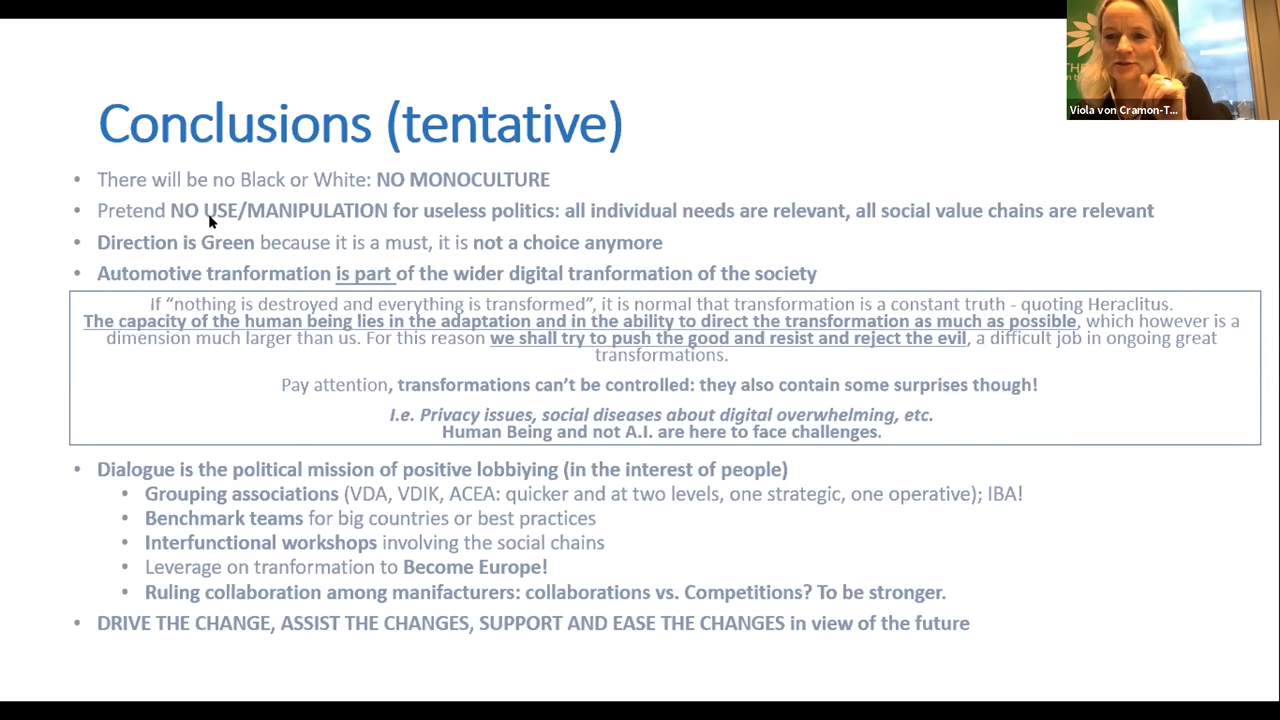 Conclusions (tentative)
• There will be no Black or White: NO MONOCULTURE
• Pretend NO USE/MANIPULATION for useless politics: all individual needs are relevant, all social value chains are relevant
• Direction is Green because it is a must, it is not a choice anymore
• Automotive tranformation is part of the wider digital tranformation of the society
If “nothing is destroyed and everything is transformed”, it is normal that transformation is a constant truth - quoting Heraclitus.
The capacity of the human being lies in the adaptation and in the ability to direct the transformation as much as possible, which however is a
dimension much larger than us. For this reason we shall try to push the good and resist and reject the evil, a difficult job in ongoing great
transformations.
Pay attention, transformations can’t be controlled: they also contain some surprises though!
I.e. Privacy issues, social diseases about digital overwhelming, etc.
Human Being and not A.I. are here to face challenges.
• Dialogue is the political mission of positive lobbiying (in the interest of people)
• Grouping associations (VDA, VDIK, ACEA: quicker and at two levels, one strategic, one operative); IBA!
• Benchmark teams for big countries or best practices
• Interfunctional workshops involving the social chains
• Leverage on tranformation to Become Europe!
• Ruling collaboration among manifacturers: collaborations vs. Competitions? To be stronger.
• DRIVE THE CHANGE, ASSIST THE CHANGES, SUPPORT AND EASE THE CHANGES in view of the future
Viola von Cramon-T...